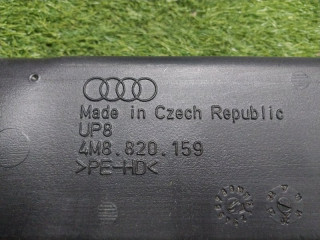 Made in Czech Republic
UP8
4M8.820.159
>PE-HD<